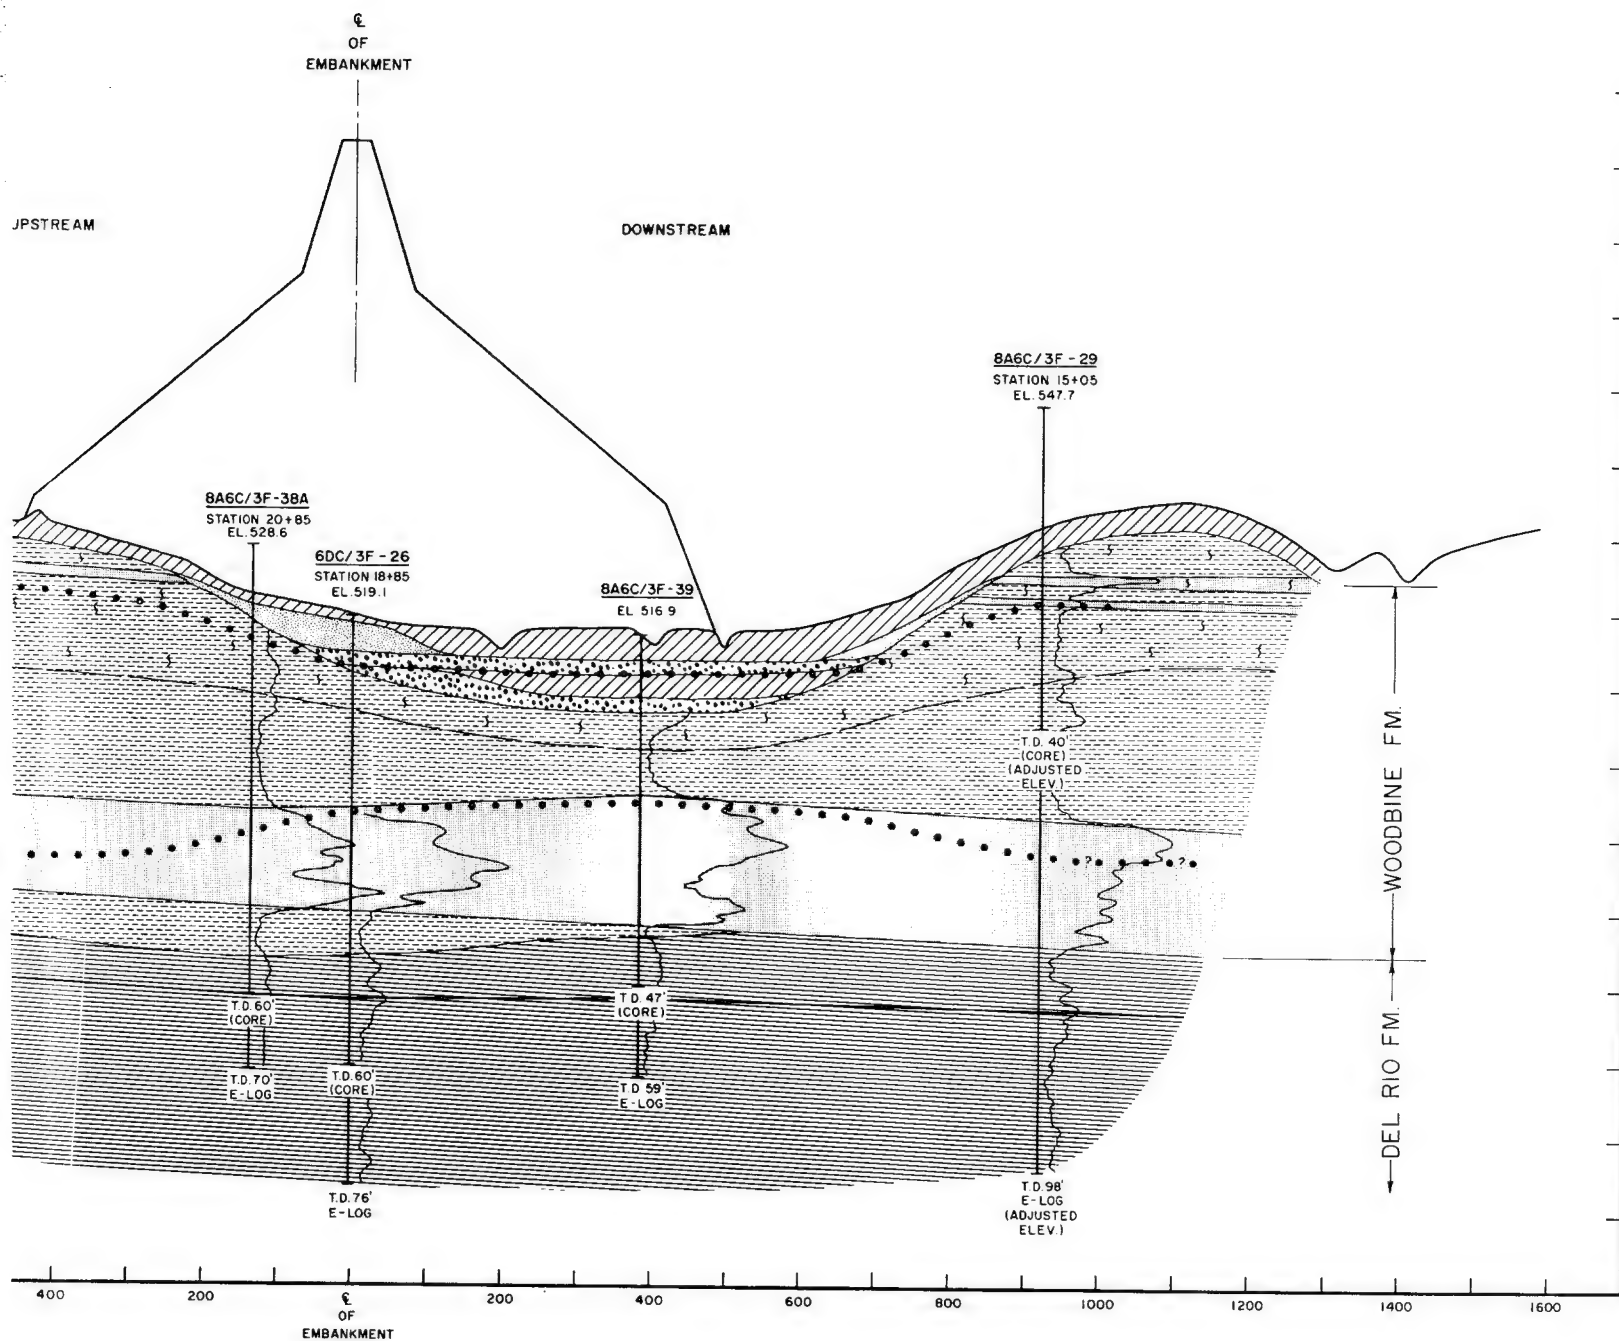 ℄
OF
EMBANKMENT
JPSTREAM
DOWNSTREAM
8A6C/3F-29
STATION 15+05
EL. 547.7
8A6C/3F-38A
STATION 20+85
EL. 528.6
6DC/3F-26
STATION 18+85
EL. 519.1
8A6C/3F-39
EL 516 9
T.D. 40'
(CORE)
(ADJUSTED
ELEV.)
? ?
WOODBINE FM.
T.D. 60'
(CORE)
T.D. 47'
(CORE)
T.D. 70'
E-LOG
T.D. 60'
(CORE)
T.D 59'
E-LOG
DEL RIO FM.
T.D. 76'
E-LOG
T.D. 98'
E-LOG
(ADJUSTED
ELEV.)
400 200 ℄ 200 400 600 800 1000 1200 1400 1600
OF
EMBANKMENT